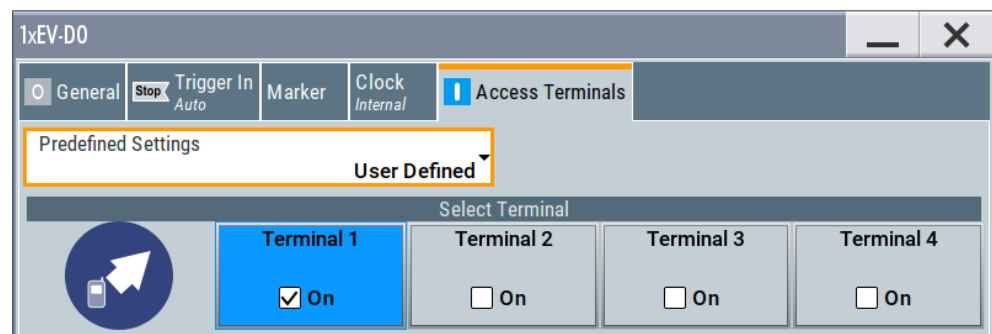 1xEV-DO
O General
Stop Trigger In
Auto
Marker
Clock
Internal
I Access Terminals
Predefined Settings
User Defined
Select Terminal
Terminal 1 Terminal 2 Terminal 3 Terminal 4
On On On On